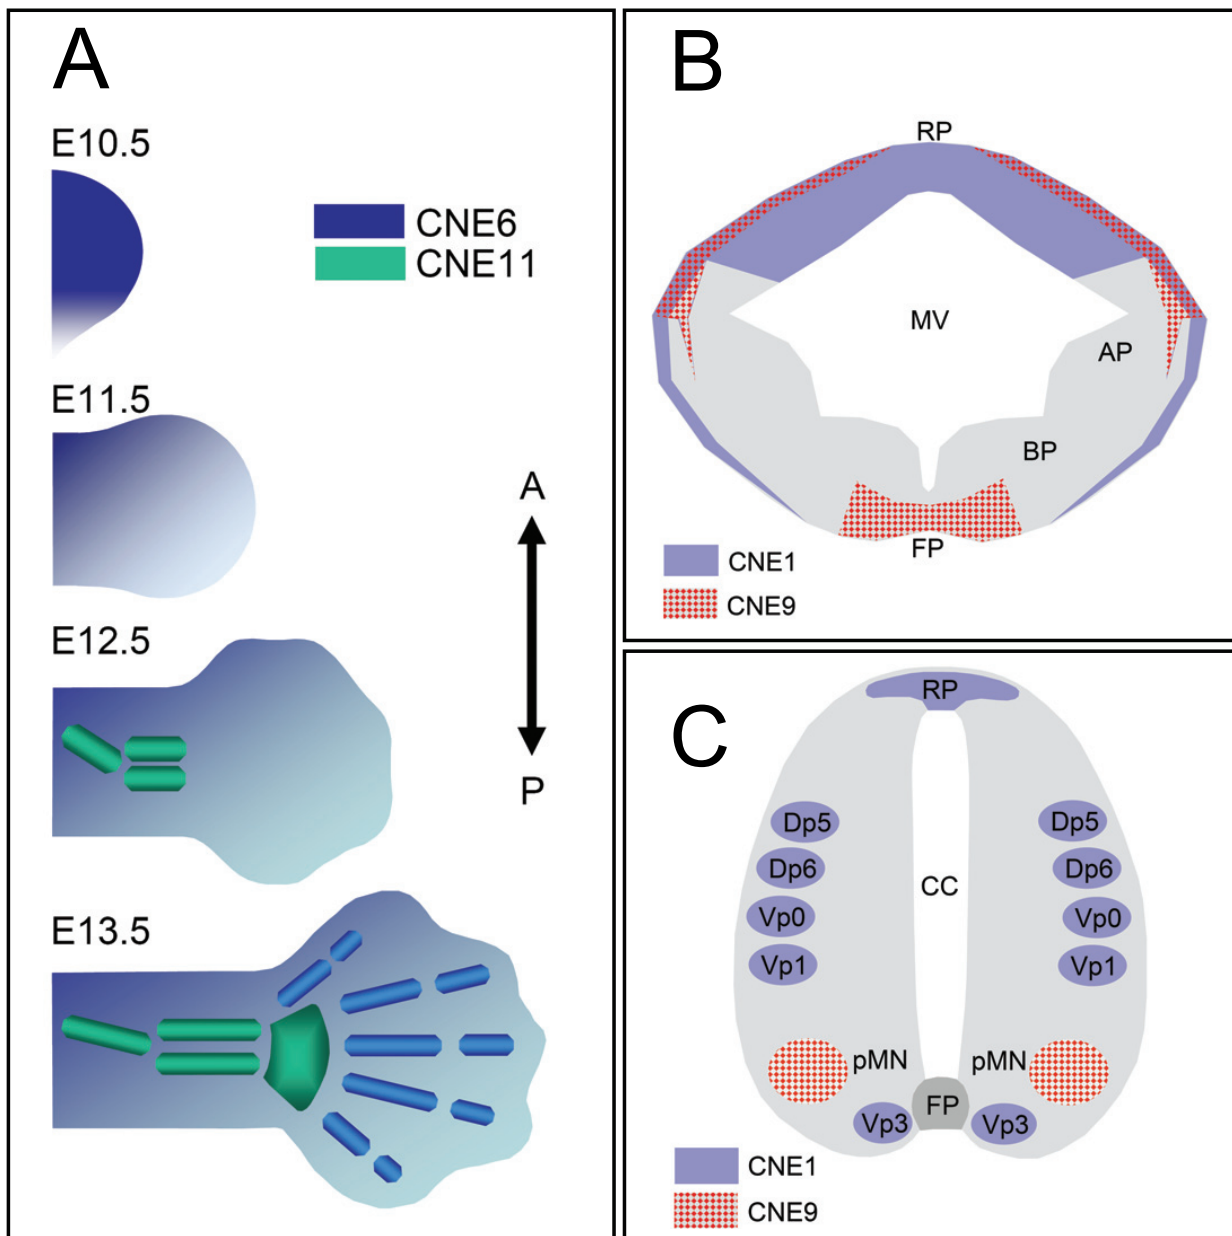 A
E10.5
CNE6
CNE11
E11.5
A
E12.5
P
E13.5
B
RP
MV
AP
BP
FP
CNE1
CNE9
C
RP
Dp5 Dp5
Dp6 Dp6
CC
Vp0 Vp0
Vp1 Vp1
pMN pMN
FP
Vp3 Vp3
CNE1
CNE9